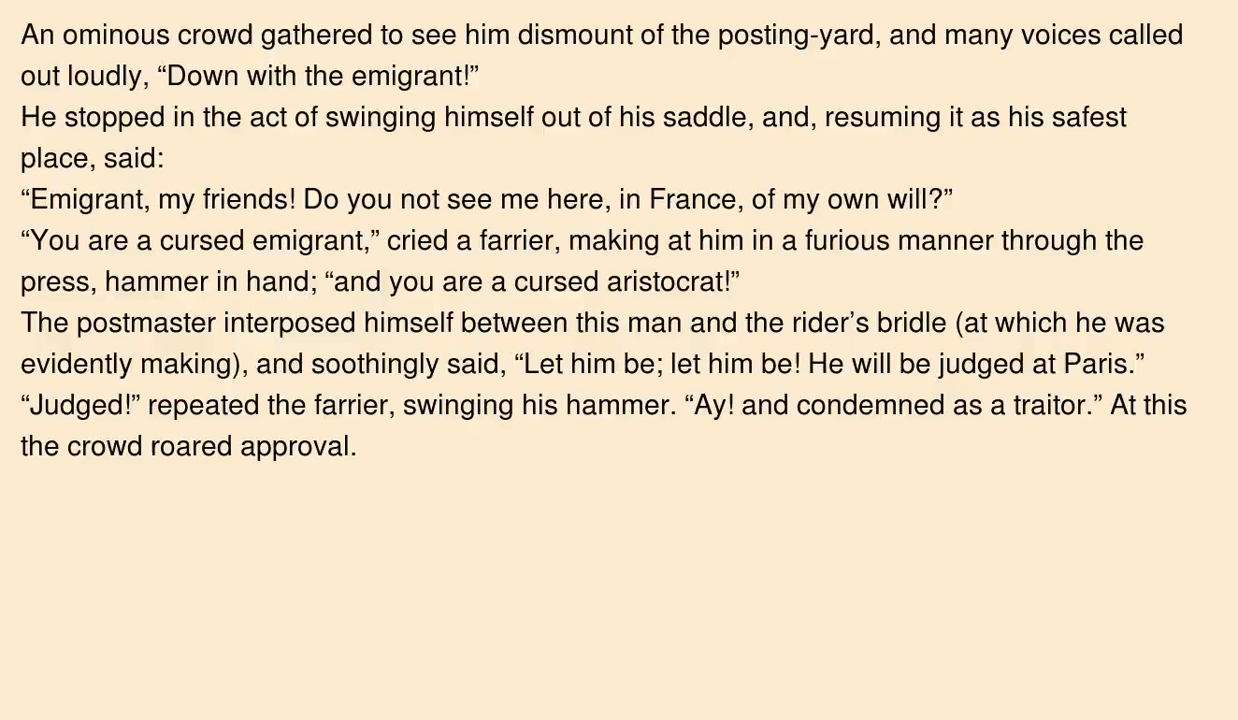 An ominous crowd gathered to see him dismount of the posting-yard, and many voices called
out loudly, “Down with the emigrant!”
He stopped in the act of swinging himself out of his saddle, and, resuming it as his safest
place, said:
“Emigrant, my friends! Do you not see me here, in France, of my own will?”
“You are a cursed emigrant,” cried a farrier, making at him in a furious manner through the
press, hammer in hand; “and you are a cursed aristocrat!”
The postmaster interposed himself between this man and the rider’s bridle (at which he was
evidently making), and soothingly said, “Let him be; let him be! He will be judged at Paris.”
“Judged!” repeated the farrier, swinging his hammer. “Ay! and condemned as a traitor.” At this
the crowd roared approval.